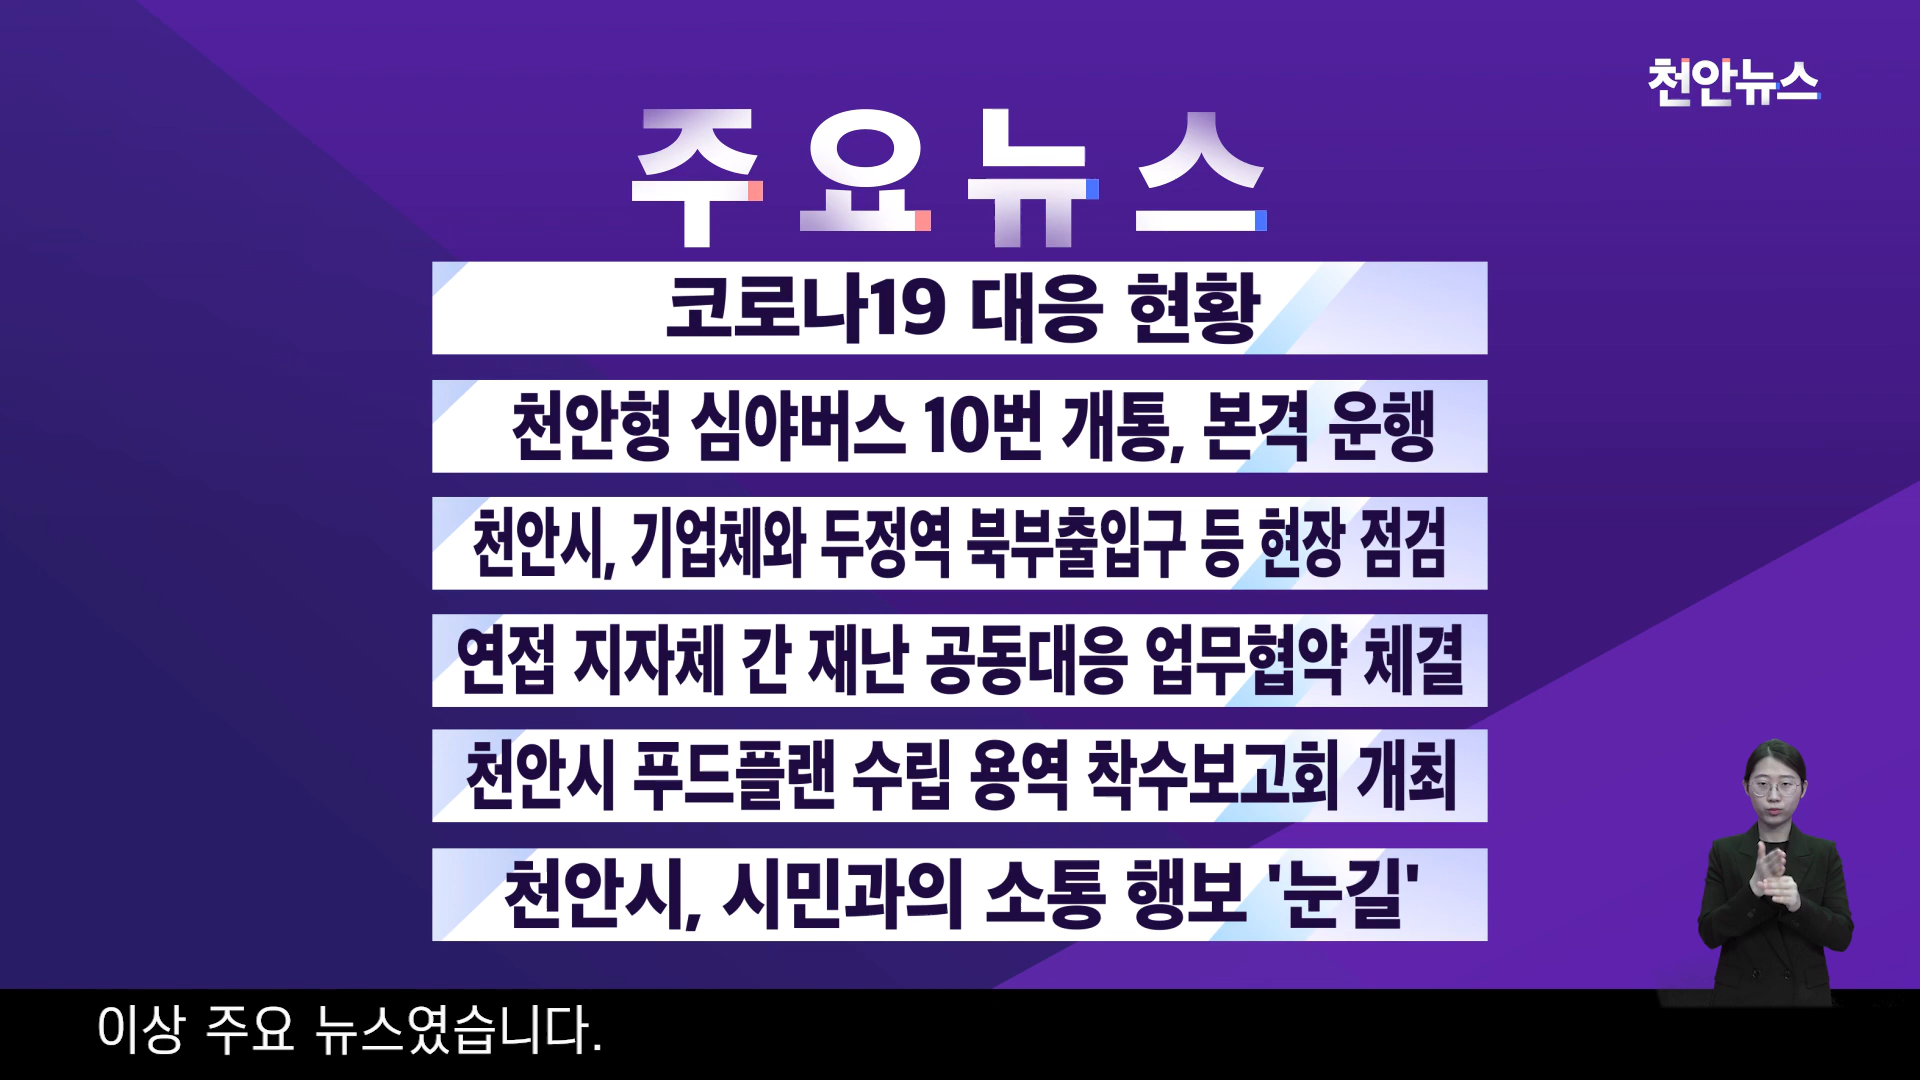 천안뉴스
주요뉴스
코로나19 대응 현황
천안형 심야버스 10번 개통, 본격 운행
천안시, 기업체와 두정역 북부출입구 등 현장 점검
연접 지자체 간 재난 공동대응 업무협약 체결
천안시 푸드플랜 수립 용역 착수보고회 개최
천안시, 시민과의 소통 행보 '눈길'
이상 주요 뉴스였습니다.